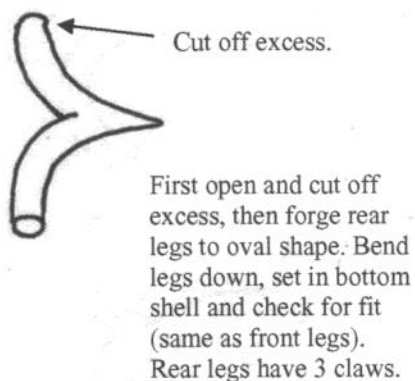 Cut off excess.
First open and cut off
excess, then forge rear
legs to oval shape. Bend
legs down, set in bottom
shell and check for fit
(same as front legs).
Rear legs have 3 claws.